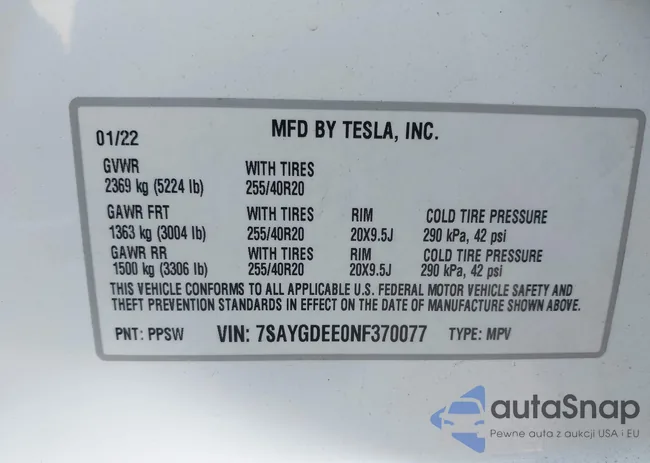 01/22 MFD BY TESLA, INC.
GVWR WITH TIRES
2369 kg (5224 lb) 255/40R20
GAWR FRT WITH TIRES RIM COLD TIRE PRESSURE
1363 kg (3004 lb) 255/40R20 20X9.5J 290 kPa, 42 psi
GAWR RR WITH TIRES RIM COLD TIRE PRESSURE
1500 kg (3306 lb) 255/40R20 20X9.5J 290 kPa, 42 psi
THIS VEHICLE CONFORMS TO ALL APPLICABLE U.S. FEDERAL MOTOR VEHICLE SAFETY AND
THEFT PREVENTION STANDARDS IN EFFECT ON THE DATE OF MANUFACTURE SHOWN ABOVE.
PNT: PPSW VIN: 7SAYGDEE0NF370077 TYPE: MPV
autaSnap
Pewne auta z aukcji USA i EU